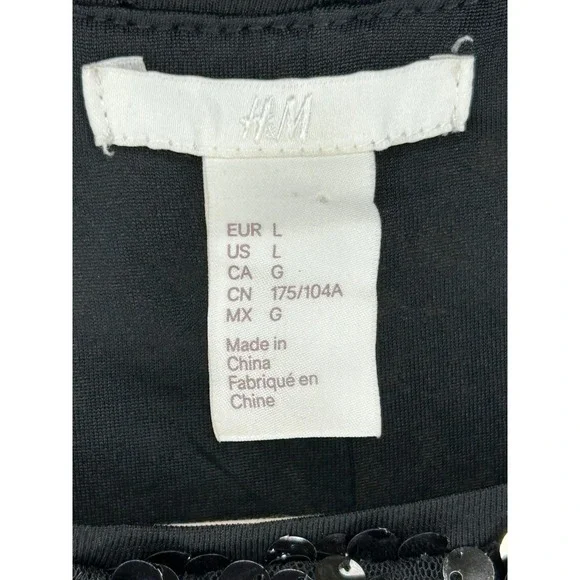 H&M
EUR L
US L
CA G
CN 175/104A
MX G
Made in
China
Fabriqué en
Chine